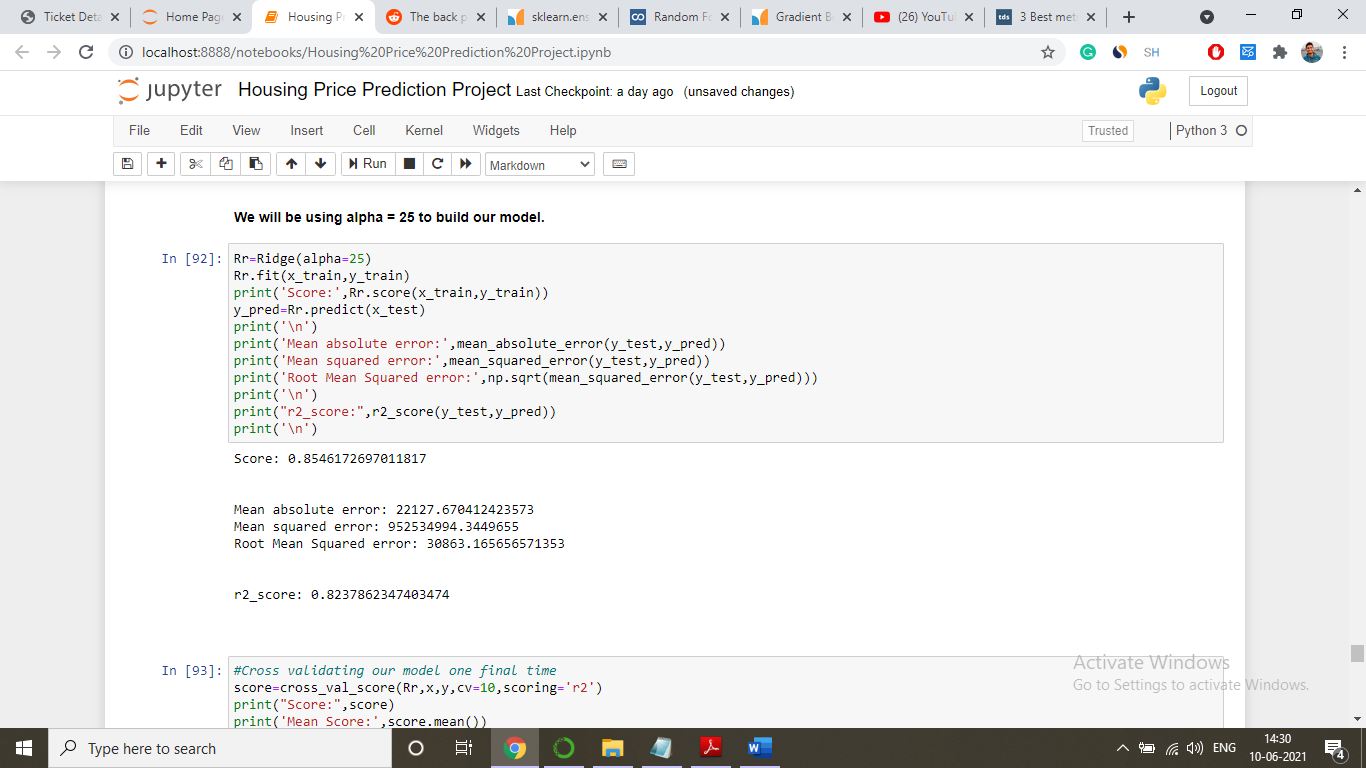 Ticket Deta
Home Pag
Housing Pr
The back p
sklearn.ens
Random Fo
Gradient B
(26) YouTu
tds
3 Best met
localhost:8888/notebooks/Housing%20Price%20Prediction%20Project.ipynb
SH
jupyter Housing Price Prediction Project Last Checkpoint: a day ago (unsaved changes)
Logout
File Edit View Insert Cell Kernel Widgets Help
Trusted
Python 3
Run
Markdown
We will be using alpha = 25 to build our model.
In [92]: Rr=Ridge(alpha=25)
Rr.fit(x_train,y_train)
print('Score:',Rr.score(x_train,y_train))
y_pred=Rr.predict(x_test)
print('\n')
print('Mean absolute error:',mean_absolute_error(y_test,y_pred))
print('Mean squared error:',mean_squared_error(y_test,y_pred))
print('Root Mean Squared error:',np.sqrt(mean_squared_error(y_test,y_pred)))
print('\n')
print("r2_score:",r2_score(y_test,y_pred))
print('\n')
Score: 0.8546172697011817
Mean absolute error: 22127.670412423573
Mean squared error: 952534994.3449655
Root Mean Squared error: 30863.165656571353
r2_score: 0.8237862347403474
In [93]: #Cross validating our model one final time
score=cross_val_score(Rr,x,y,cv=10,scoring='r2')
print("Score:",score)
print('Mean Score:',score.mean())
Activate Windows
Go to Settings to activate Windows.
Type here to search
ENG
14:30
10-06-2021
4